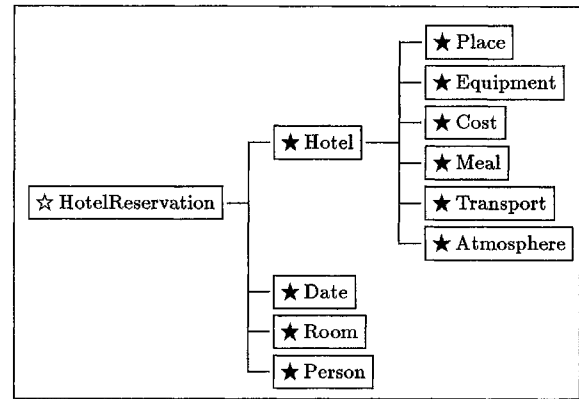 ★ Place
★ Equipment
★ Cost
★ Hotel
★ Meal
☆ HotelReservation
★ Transport
★ Atmosphere
★ Date
★ Room
★ Person